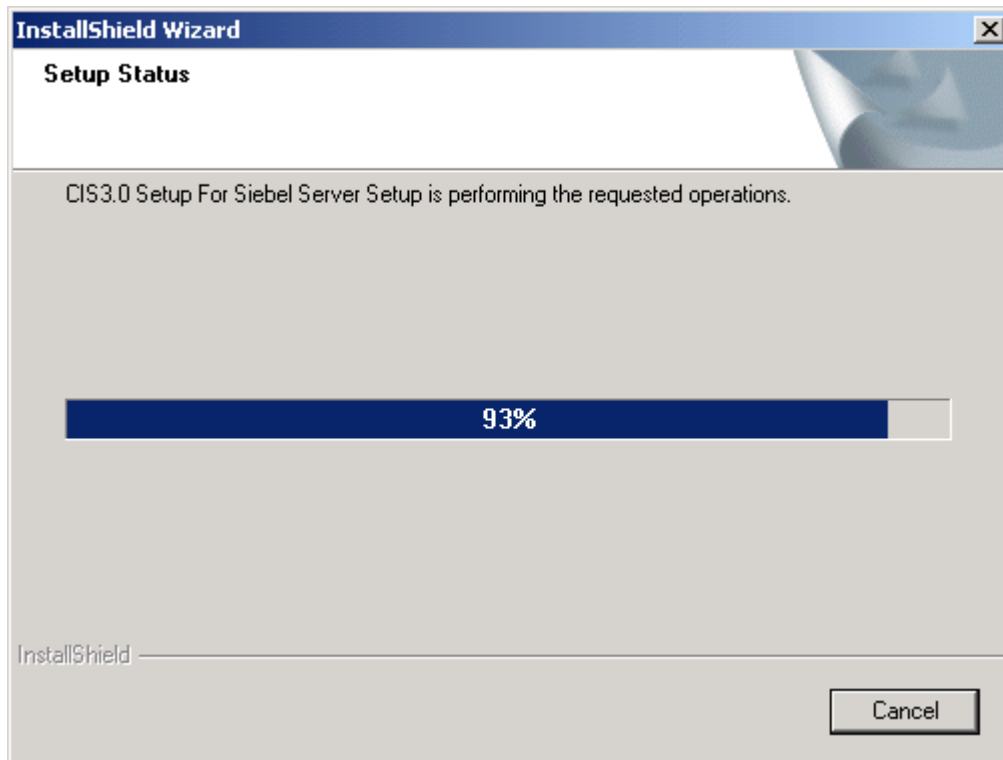 InstallShield Wizard
Setup Status
CIS3.0 Setup For Siebel Server Setup is performing the requested operations.
93%
InstallShield
Cancel